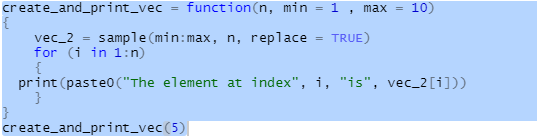 create_and_print_vec = function(n, min = 1 , max = 10)
{
    vec_2 = sample(min:max, n, replace = TRUE)
    for (i in 1:n)
    {
  print(paste0("The element at index", i, "is", vec_2[i]))
    }
}
create_and_print_vec(5)